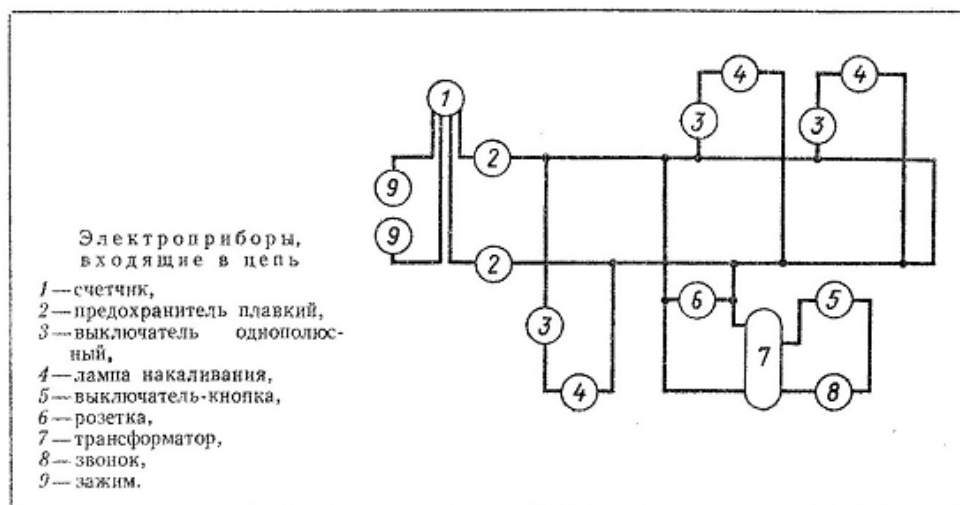 Электроприборы,
входящие в цепь
1—счетчик,
2—предохранитель плавкий,
3—выключатель однополюс-
ный,
4—лампа накаливания,
5—выключатель-кнопка,
6—розетка,
7—трансформатор,
8—звонок,
9—зажим.
4 4
1
3 3
2
9
9
2
6 5
3
7
4 8